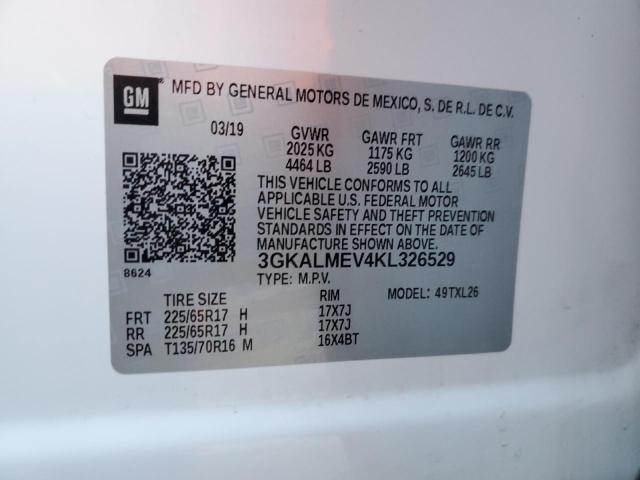 GM
MFD BY GENERAL MOTORS DE MEXICO, S. DE R.L. DE C.V.
03/19 GVWR GAWR FRT GAWR RR
2025 KG 1175 KG 1200 KG
4464 LB 2590 LB 2645 LB
THIS VEHICLE CONFORMS TO ALL
APPLICABLE U.S. FEDERAL MOTOR
VEHICLE SAFETY AND THEFT PREVENTION
STANDARDS IN EFFECT ON THE DATE OF
MANUFACTURE SHOWN ABOVE.
3GKALMEV4KL326529
8624
TYPE: M.P.V. MODEL: 49TXL26
TIRE SIZE
FRT 225/65R17 H 17X7J
RR 225/65R17 H 17X7J
SPA T135/70R16 M 16X4BT